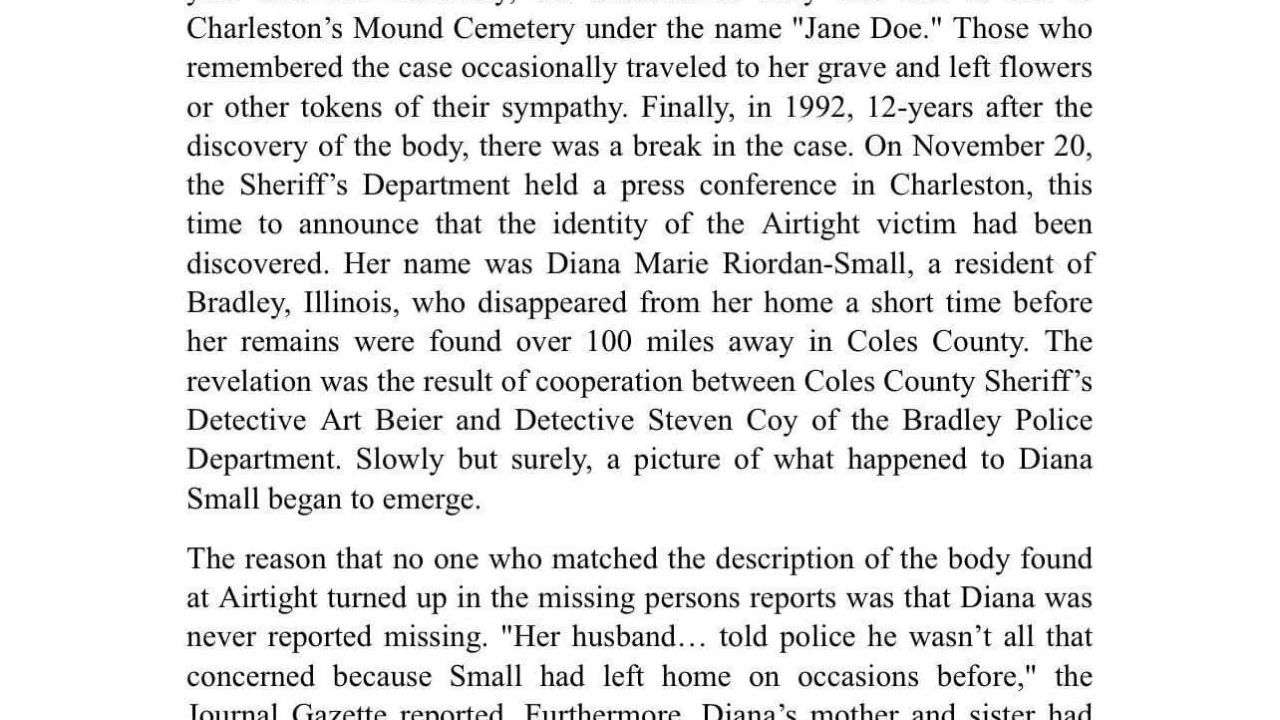 Charleston’s Mound Cemetery under the name "Jane Doe." Those who
remembered the case occasionally traveled to her grave and left flowers
or other tokens of their sympathy. Finally, in 1992, 12-years after the
discovery of the body, there was a break in the case. On November 20,
the Sheriff’s Department held a press conference in Charleston, this
time to announce that the identity of the Airtight victim had been
discovered. Her name was Diana Marie Riordan-Small, a resident of
Bradley, Illinois, who disappeared from her home a short time before
her remains were found over 100 miles away in Coles County. The
revelation was the result of cooperation between Coles County Sheriff’s
Detective Art Beier and Detective Steven Coy of the Bradley Police
Department. Slowly but surely, a picture of what happened to Diana
Small began to emerge.
The reason that no one who matched the description of the body found
at Airtight turned up in the missing persons reports was that Diana was
never reported missing. "Her husband… told police he wasn’t all that
concerned because Small had left home on occasions before," the
Journal Gazette reported. Furthermore, Diana’s mother and sister had